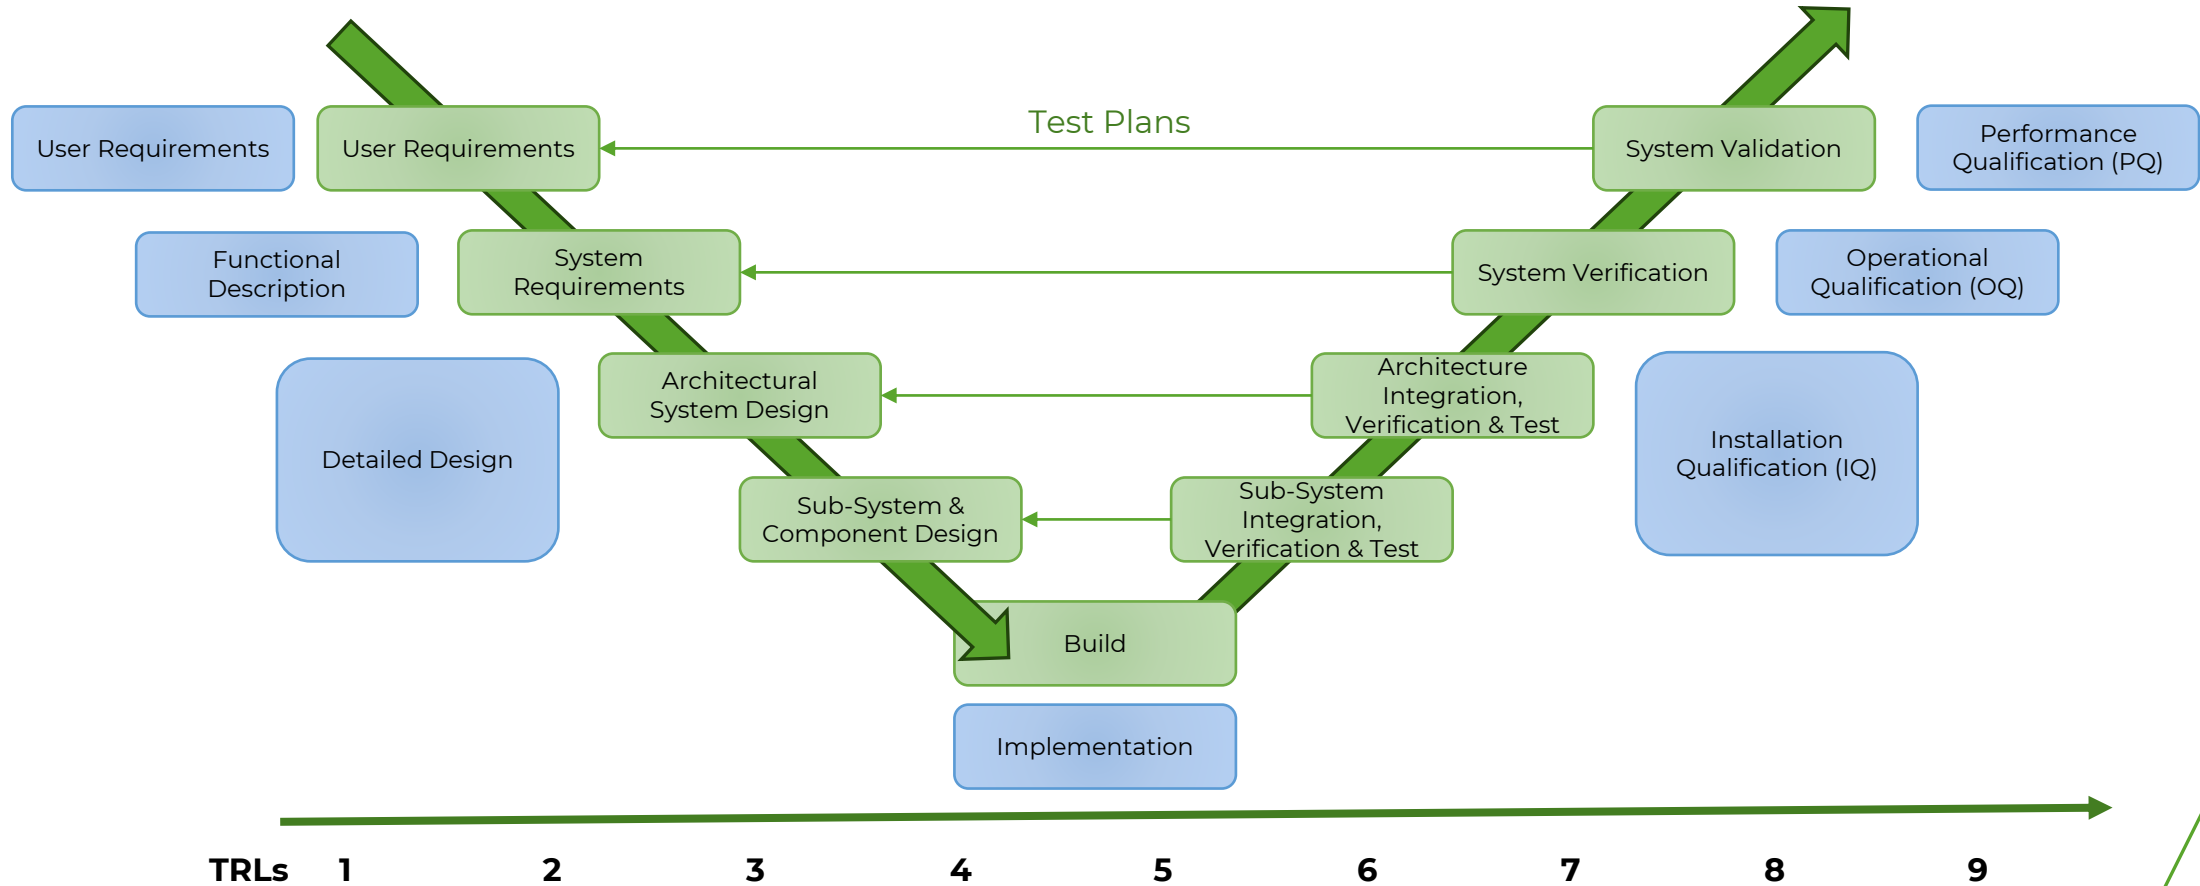 Test Plans
User Requirements
User Requirements
System Validation
Performance
Qualification (PQ)
Functional
Description
System
Requirements
System Verification
Operational
Qualification (OQ)
Detailed Design
Architectural
System Design
Architecture
Integration,
Verification & Test
Installation
Qualification (IQ)
Sub-System &
Component Design
Sub-System
Integration,
Verification & Test
Build
Implementation
TRLs 1 2 3 4 5 6 7 8 9